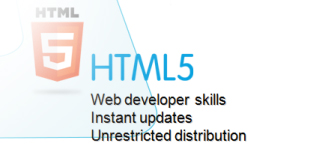 HTML
5
HTML5
Web developer skills
Instant updates
Unrestricted distribution